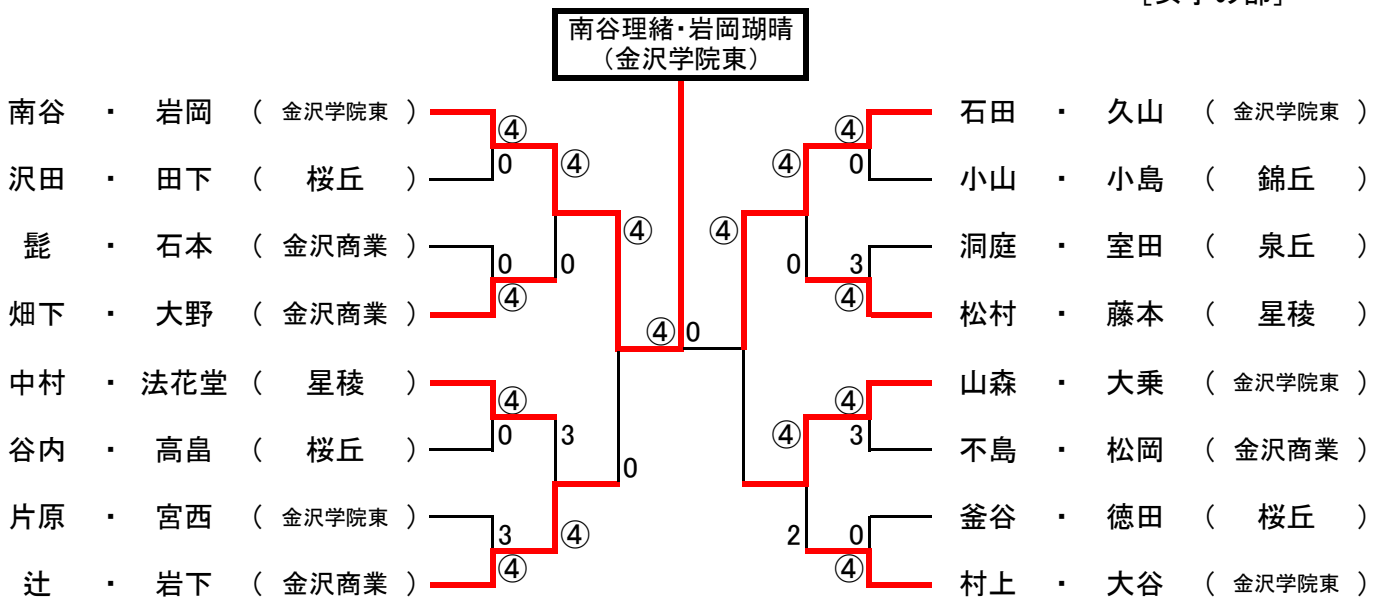 [女子の部]
南谷理緒・岩岡瑚晴
（金沢学院東）
南谷 ・ 岩岡 （ 金沢学院東 ）
沢田 ・ 田下 （ 桜丘 ）
髭 ・ 石本 （ 金沢商業 ）
畑下 ・ 大野 （ 金沢商業 ）
中村 ・ 法花堂 （ 星稜 ）
谷内 ・ 高畠 （ 桜丘 ）
片原 ・ 宮西 （ 金沢学院東 ）
辻 ・ 岩下 （ 金沢商業 ）
④
0
0
④
④
0
3
④
④
0
3
④
④
0
④
0
④
0
3
④
④
3
0
④
④
0
④
2
④
石田 ・ 久山 （ 金沢学院東 ）
小山 ・ 小島 （ 錦丘 ）
洞庭 ・ 室田 （ 泉丘 ）
松村 ・ 藤本 （ 星稜 ）
山森 ・ 大乗 （ 金沢学院東 ）
不島 ・ 松岡 （ 金沢商業 ）
釜谷 ・ 徳田 （ 桜丘 ）
村上 ・ 大谷 （ 金沢学院東 ）